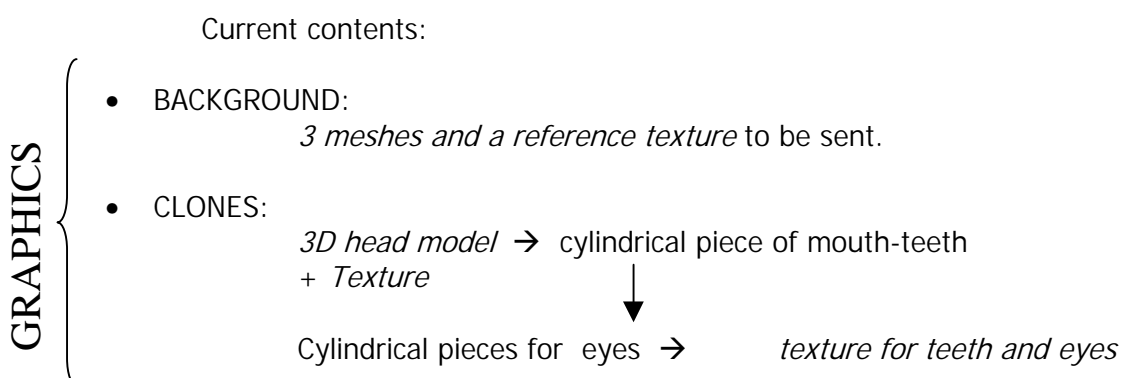 Current contents:
GRAPHICS
• BACKGROUND:
3 meshes and a reference texture to be sent.
• CLONES:
3D head model → cylindrical piece of mouth-teeth
+ Texture
Cylindrical pieces for eyes → texture for teeth and eyes